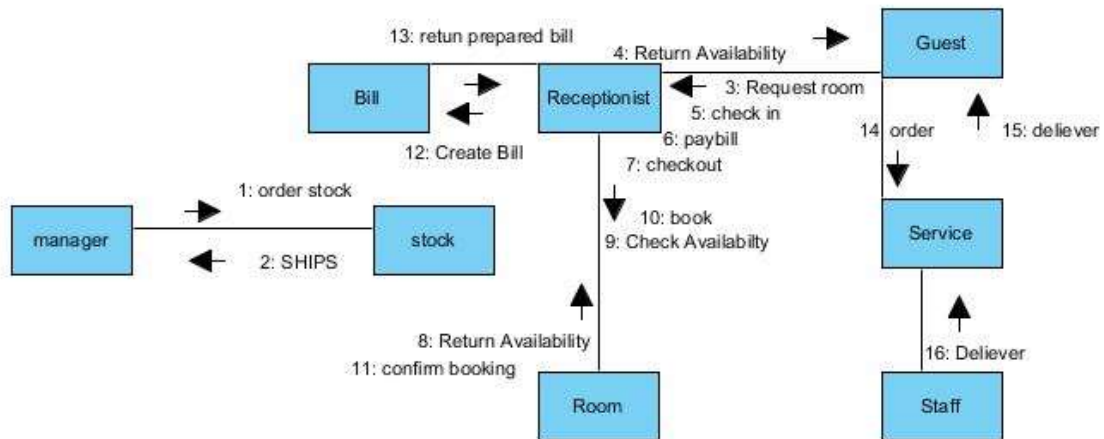 13: retun prepared bill
4: Return Availability
Guest
Bill
Receptionist
3: Request room
5: check in
6: paybill
7: checkout
14: order
15: deliever
12: Create Bill
1: order stock
manager
stock
2: SHIPS
10: book
9: Check Availabilty
Service
8: Return Availability
11: confirm booking
16: Deliever
Room
Staff